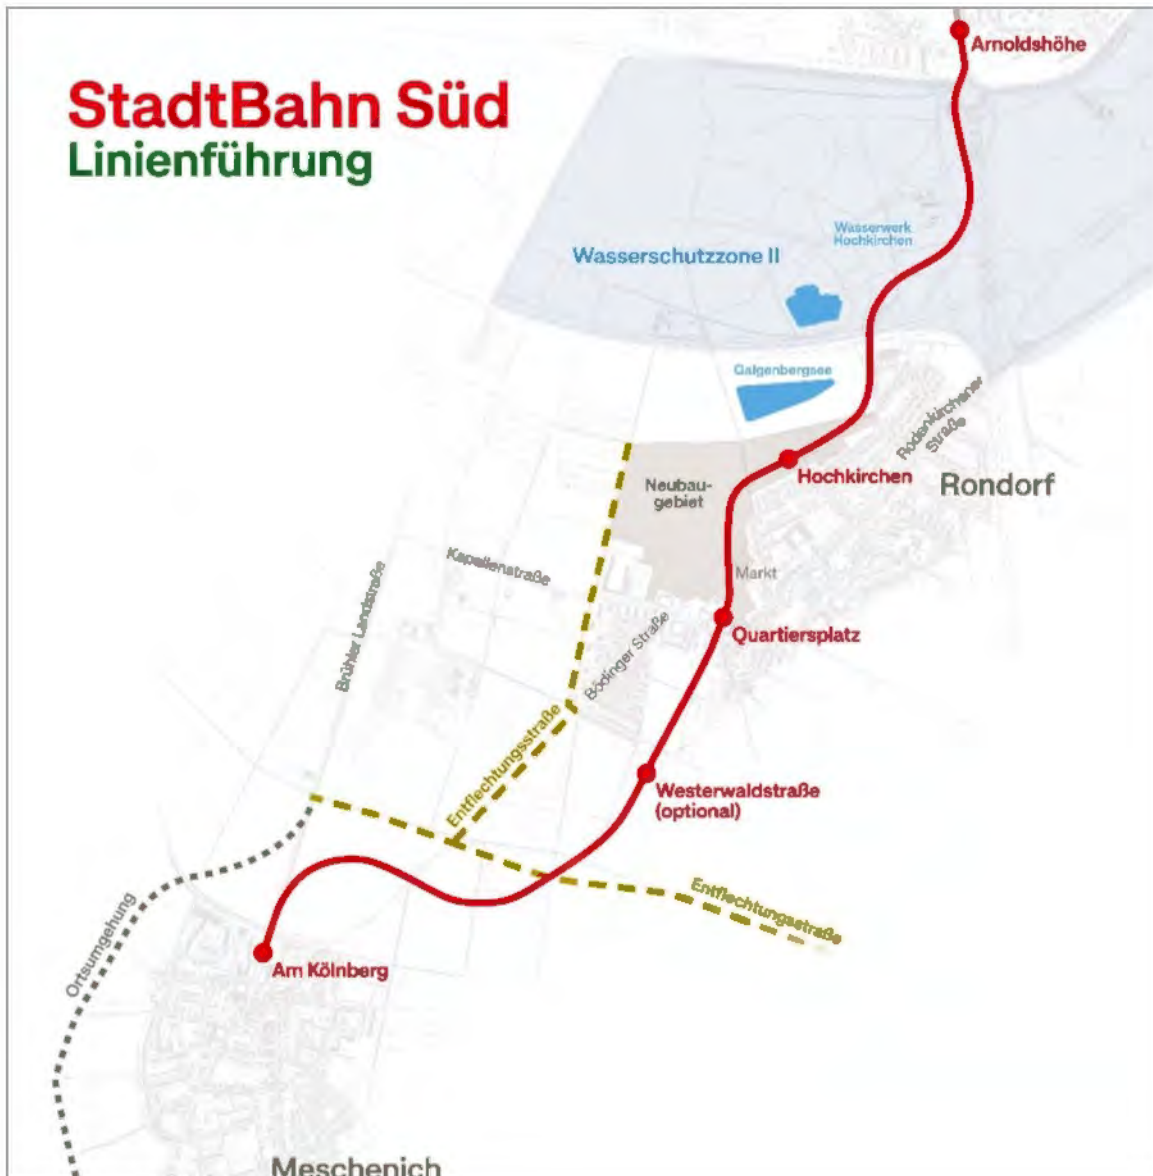 Arnoldshöhe
StadtBahn Süd
Linienführung
Wasserwerk
Hochkirchen
Wasserschutzzone II
Galgenbergsee
Rodenkirchener
Straße
Hochkirchen
Rondorf
Neubau-
gebiet
Kapellenstraße
Markt
Brühler Landstraße
Bödinger Straße
Quartiersplatz
Entflechtungsstraße
Westerwaldstraße
(optional)
Entflechtungsstraße
Ortsumgehung
Am Kölnberg
Meschenich